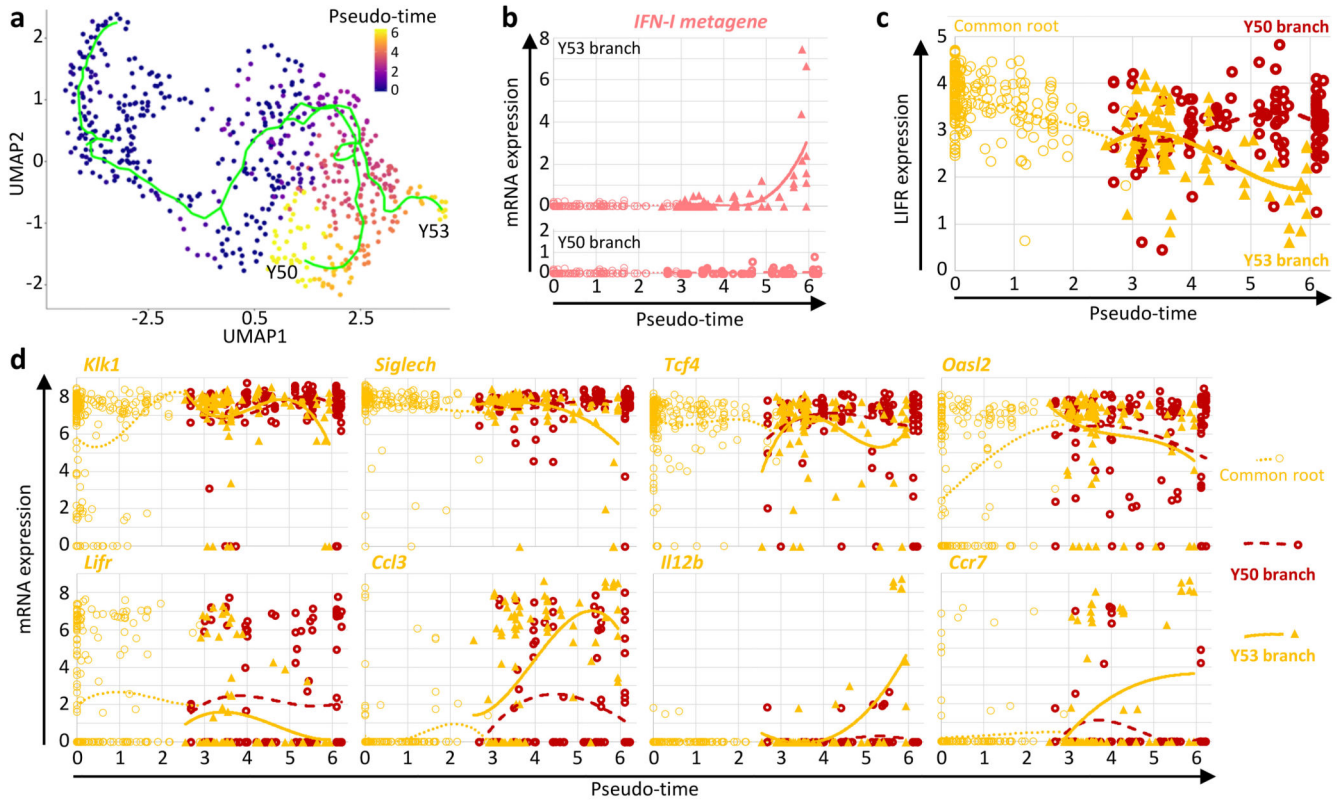 a
Pseudo-time
6
4
2
0
UMAP2
2
1
0
-1
-2
Y53
Y50
-2.5 0.5 2.5
UMAP1
b
IFN-I metagene
mRNA expression
8
6
4
2
0
Y53 branch
2
0
Y50 branch
0 1 2 3 4 5 6
Pseudo-time
c
Common root
Y50 branch
LIFR expression
5
4
3
2
1
0
Y53 branch
0 1 2 3 4 5 6
Pseudo-time
d
mRNA expression
Klk1
Siglech
Tcf4
Oasl2
8
6
4
2
0
Common root
Lifr
Ccl3
Il12b
Ccr7
8
6
4
2
0
Y50 branch
Y53 branch
0 1 2 3 4 5 6
0 1 2 3 4 5 6
0 1 2 3 4 5 6
0 1 2 3 4 5 6
Pseudo-time